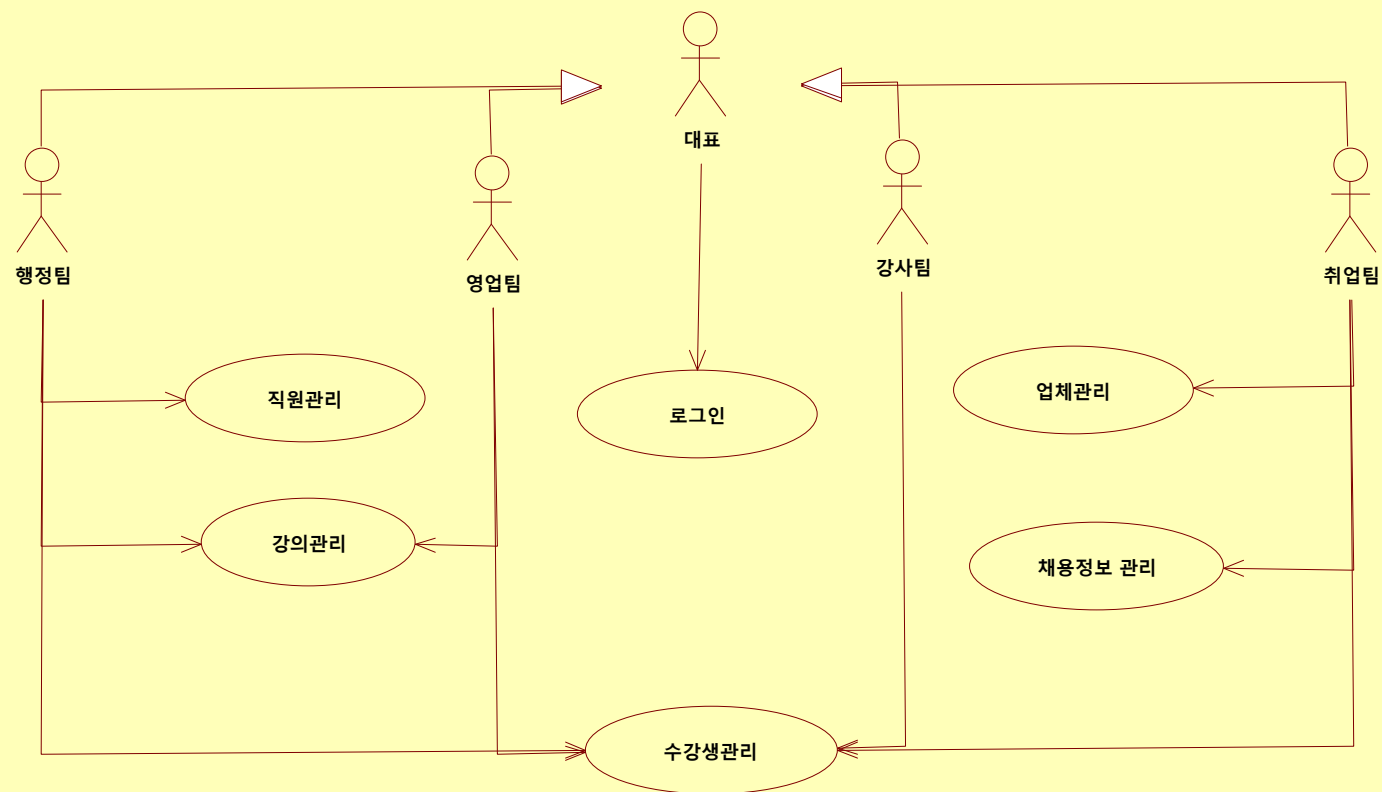 대표
행정팀
영업팀
강사팀
취업팀
직원관리
로그인
업체관리
강의관리
채용정보 관리
수강생관리